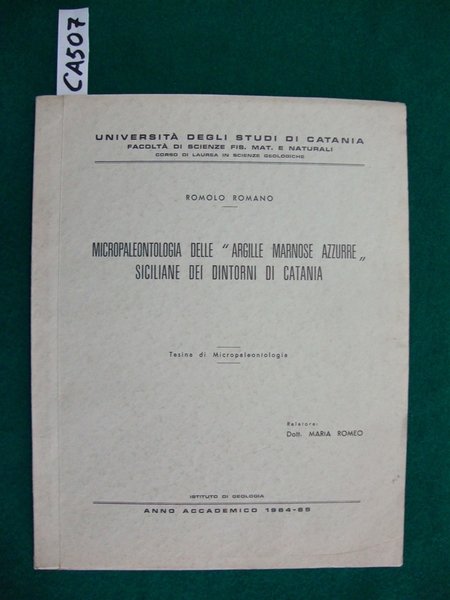 CA507
UNIVERSITÀ DEGLI STUDI DI CATANIA
FACOLTÀ DI SCIENZE FIS. MAT. E NATURALI
CORSO DI LAUREA IN SCIENZE GEOLOGICHE
ROMOLO ROMANO
MICROPALEONTOLOGIA DELLE “ ARGILLE MARNOSE AZZURRE „
SICILIANE DEI DINTORNI DI CATANIA
Tesina di Micropaleontologia
Relatore:
Dott. MARIA ROMEO
ISTITUTO DI GEOLOGIA
ANNO ACCADEMICO 1964-65